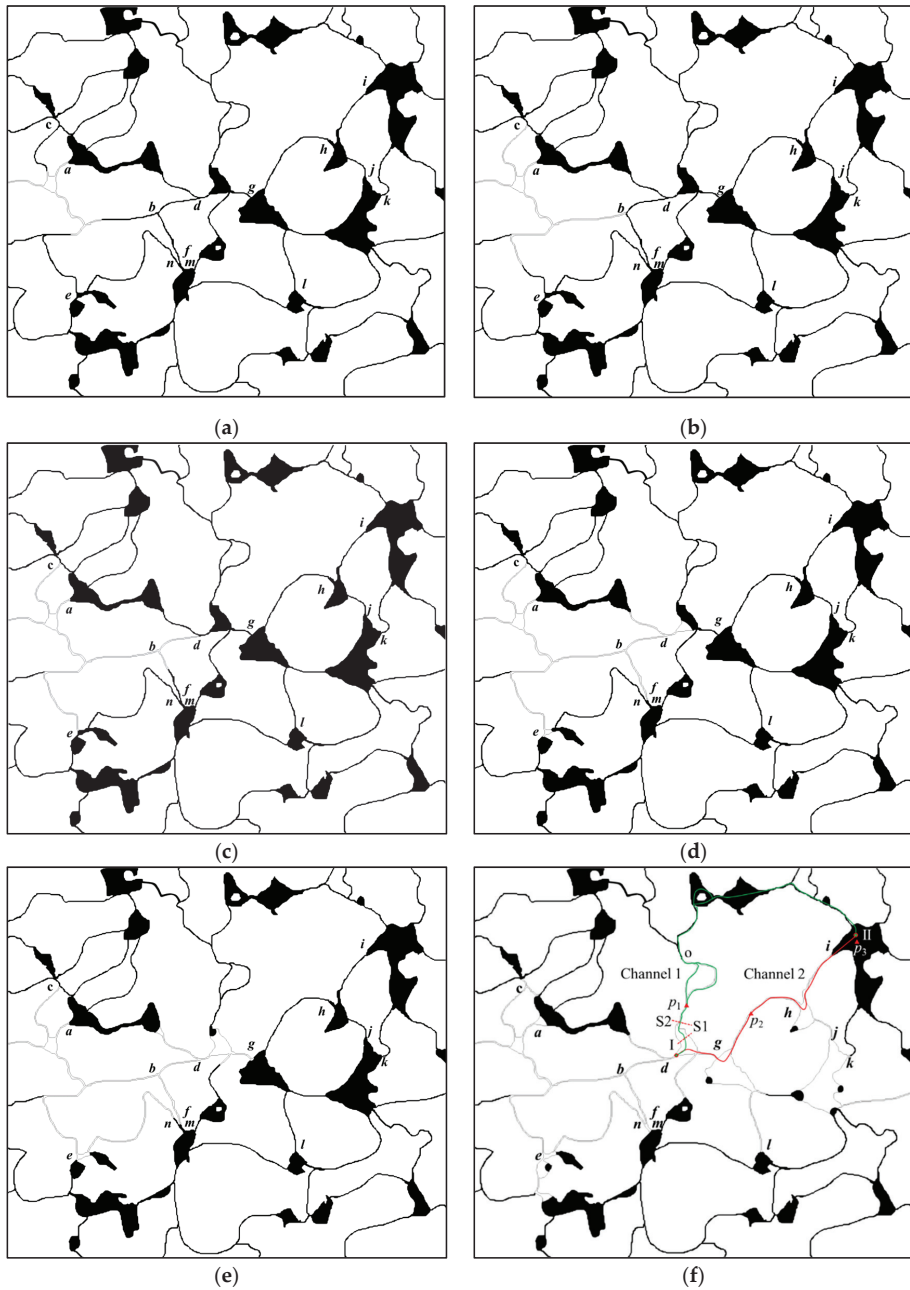 i i
h h
c c
j j
a a
k k
g g
b d b d
f f
n m n m
e l e l
(a) (b)
i i
c c
h h
j j
a a
g k g k
b d b d
f f
n m n m
e l e l
(c) (d)
II
i i p3
o
Channel 1 Channel 2
c c
p1 p2 h
h
S2 S1
a j a j
I g
g k k
d d
b b
f f
n m n m
e l e l
(e) (f)